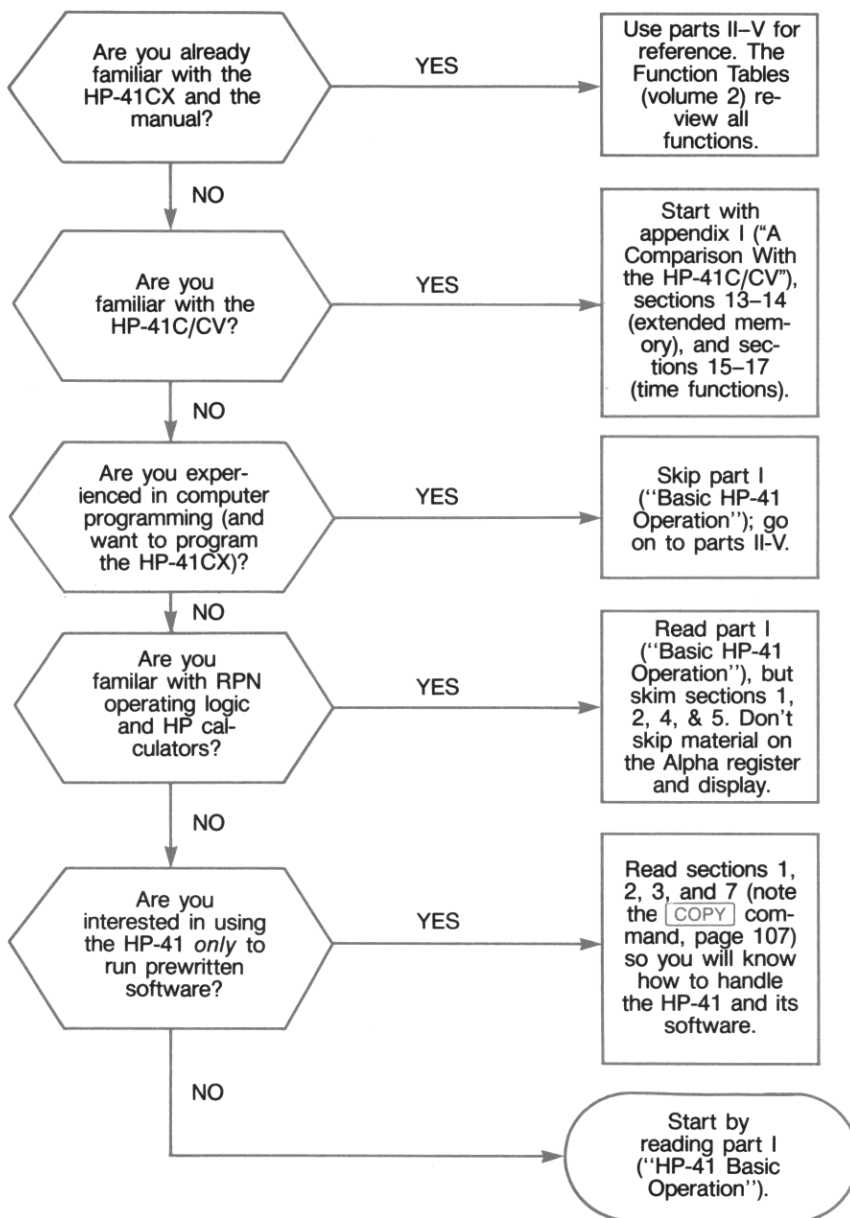 Are you already
familiar with the
HP-41CX and the
manual?
YES
Use parts II–V for
reference. The
Function Tables
(volume 2) re-
view all
functions.
NO
Are you
familiar with the
HP-41C/CV?
YES
Start with
appendix I (“A
Comparison With
the HP-41C/CV”),
sections 13–14
(extended mem-
ory), and sec-
tions 15–17
(time functions).
NO
Are you exper-
ienced in computer
programming (and
want to program
the HP-41CX)?
YES
Skip part I
(''Basic HP-41
Operation''); go
on to parts II-V.
NO
Are you
familar with RPN
operating logic
and HP cal-
culators?
YES
Read part I
(''Basic HP-41
Operation''), but
skim sections 1,
2, 4, & 5. Don't
skip material on
the Alpha register
and display.
NO
Are you
interested in using
the HP-41 only to
run prewritten
software?
YES
Read sections 1,
2, 3, and 7 (note
the COPY com-
mand, page 107)
so you will know
how to handle
the HP-41 and its
software.
NO
Start by
reading part I
(''HP-41 Basic
Operation'').